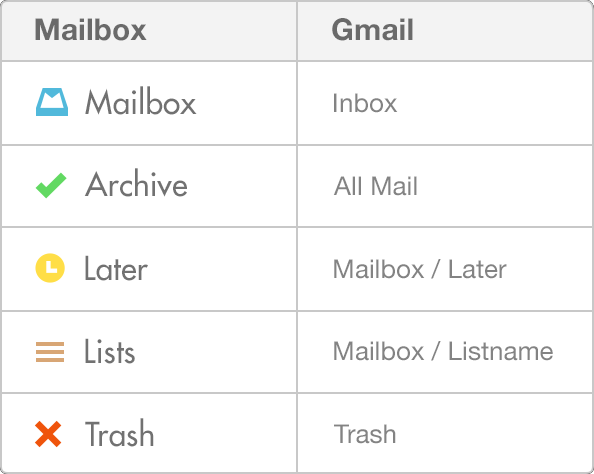 Mailbox Gmail
Mailbox Inbox
Archive All Mail
Later Mailbox / Later
Lists Mailbox / Listname
Trash Trash